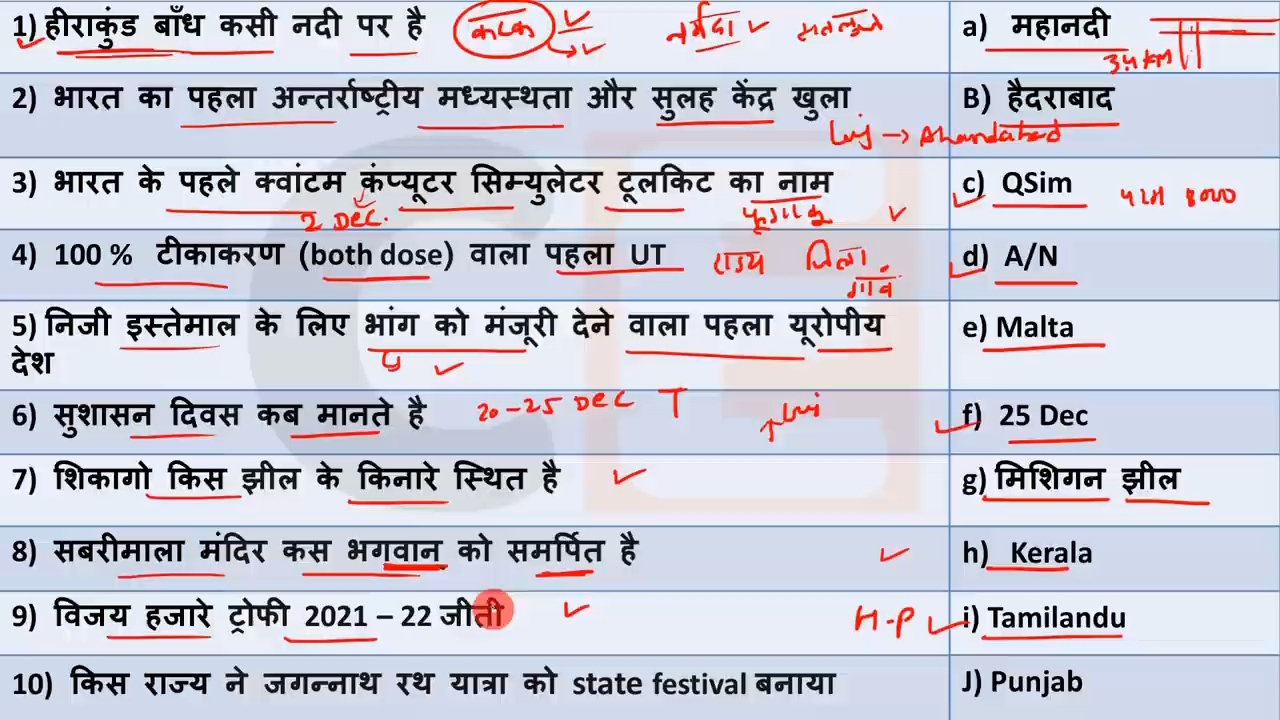 1) हीराकुंड बाँध कसी नदी पर है
a) महानदी
2) भारत का पहला अन्तर्राष्ट्रीय मध्यस्थता और सुलह केंद्र खुला
B) हैदराबाद
3) भारत के पहले क्वांटम कंप्यूटर सिम्युलेटर टूलकिट का नाम
2 DEC.
c) QSim
4) 100 % टीकाकरण (both dose) वाला पहला UT
राज्य जिला
d) A/N
5) निजी इस्तेमाल के लिए भांग को मंजूरी देने वाला पहला यूरोपीय
देश
e) Malta
6) सुशासन दिवस कब मानते है
20-25 DEC T
f) 25 Dec
7) शिकागो किस झील के किनारे स्थित है
g) मिशिगन झील
8) सबरीमाला मंदिर कस भगवान को समर्पित है
h) Kerala
9) विजय हजारे ट्रोफी 2021 – 22 जीती
H.P
i) Tamilandu
10) किस राज्य ने जगन्नाथ रथ यात्रा को state festival बनाया
J) Punjab